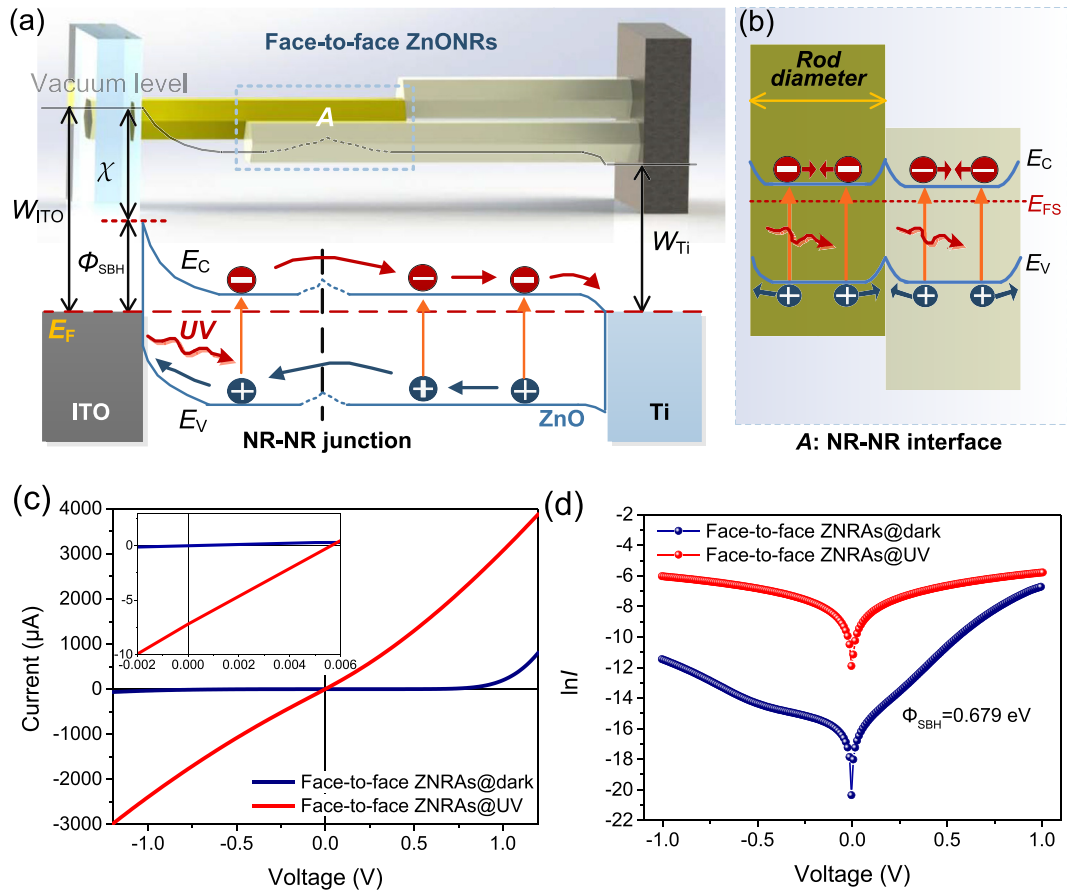 (a)
Face-to-face ZnONRs
Vacuum level
A
χ
W_ITO
Φ_SBH
W_Ti
E_C
E_F
UV
ITO
E_V
NR-NR junction
ZnO
Ti
(b)
Rod
diameter
E_C
E_FS
E_V
A: NR-NR interface
(c)
Current (µA)
4000
3000
2000
1000
0
-1000
-2000
-3000
0
-5
-10
-0.002 0.000 0.002 0.004 0.006
Face-to-face ZNRAs@dark
Face-to-face ZNRAs@UV
-1.0 -0.5 0.0 0.5 1.0
Voltage (V)
(d)
lnI
-2
-4
-6
-8
-10
-12
-14
-16
-18
-20
-22
Face-to-face ZNRAs@dark
Face-to-face ZNRAs@UV
Φ_SBH=0.679 eV
-1.0 -0.5 0.0 0.5 1.0
Voltage (V)